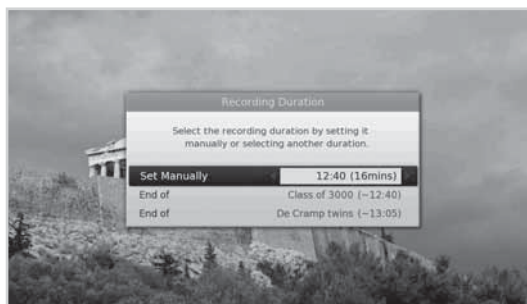 Recording Duration
Select the recording duration by setting it
manually or selecting another duration.
Set Manually 12:40 (16mins)
End of Class of 3000 (~12:40)
End of De Cramp twins (~13:05)